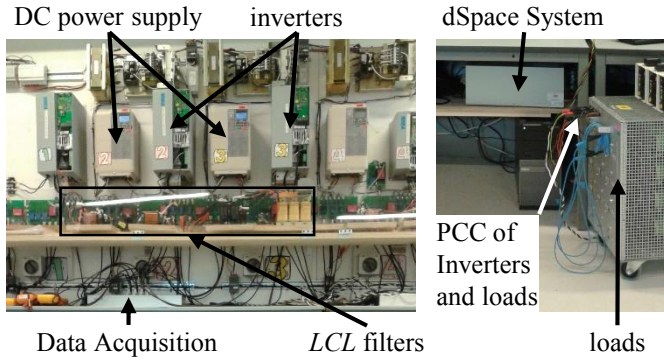 DC power supply
inverters
dSpace System
PCC of
Inverters
and loads
Data Acquisition
LCL filters
loads